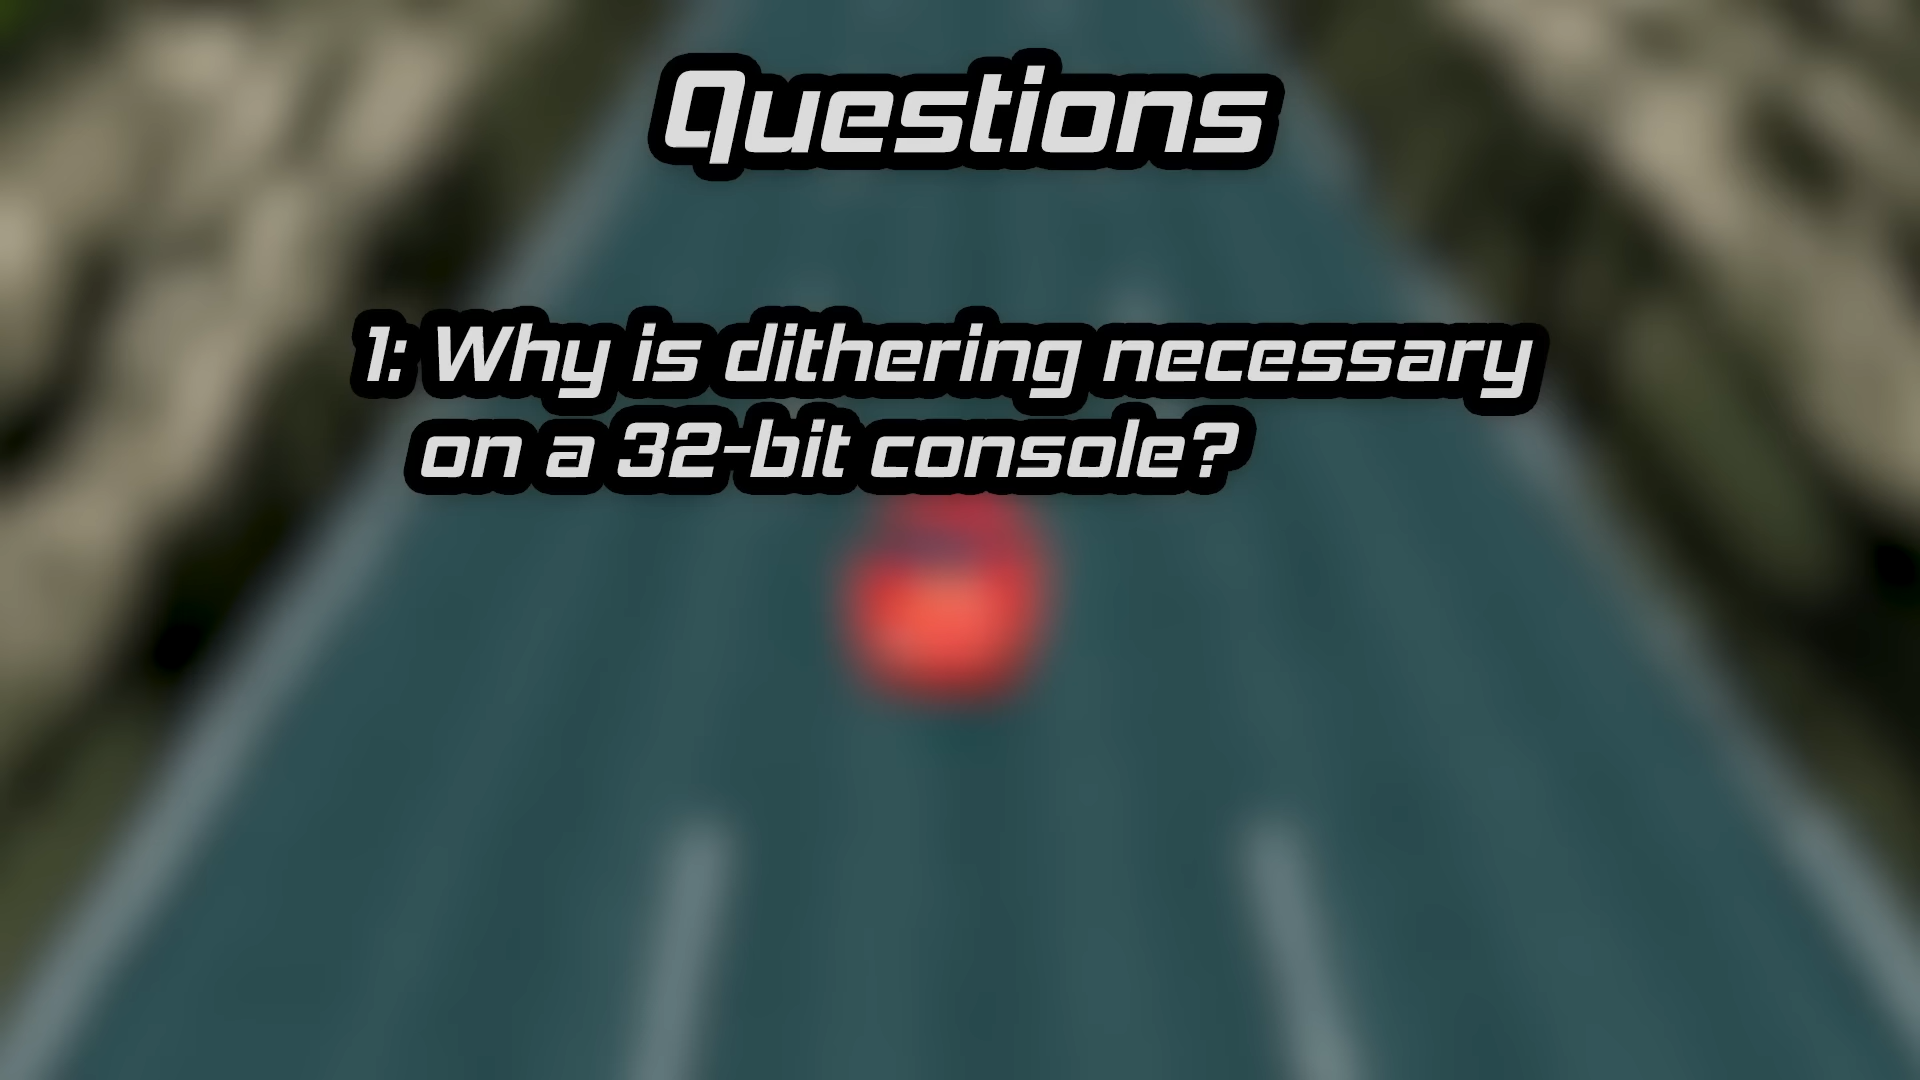 Questions
1: Why is dithering necessary
on a 32-bit console?